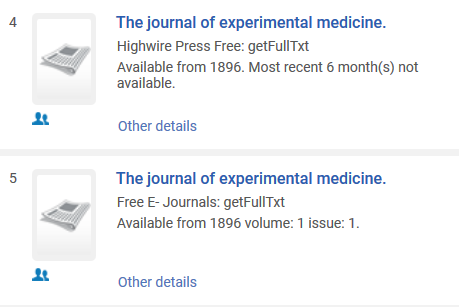 4
The journal of experimental medicine.
Highwire Press Free: getFullTxt
Available from 1896. Most recent 6 month(s) not
available.
Other details
5
The journal of experimental medicine.
Free E- Journals: getFullTxt
Available from 1896 volume: 1 issue: 1.
Other details